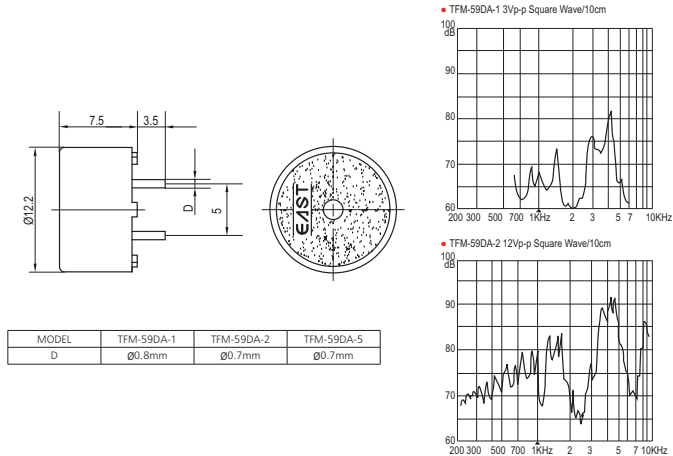 TFM-59DA-1 3Vp-p Square Wave/10cm
100
dB
90
80
70
60
200 300 500 700 1KHz 2 3 5 7 10KHz
7.5 3.5
Ø12.2
D
5
EAST
TFM-59DA-2 12Vp-p Square Wave/10cm
100
dB
90
80
70
60
200 300 500 700 1KHz 2 3 5 7 10KHz
MODEL TFM-59DA-1 TFM-59DA-2 TFM-59DA-5
D Ø0.8mm Ø0.7mm Ø0.7mm